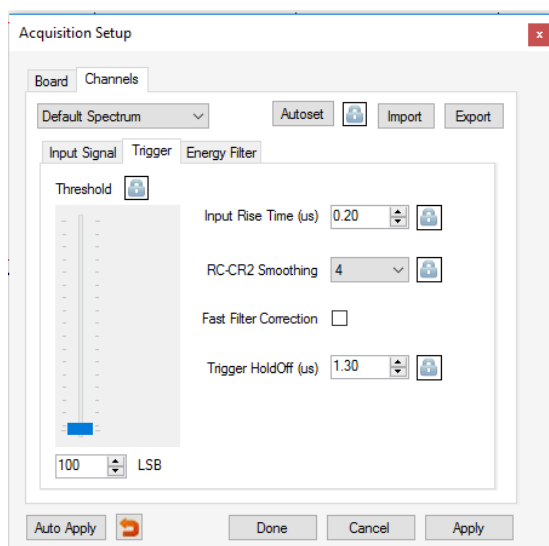 Acquisition Setup
x
Board Channels
Default Spectrum Autoset Import Export
Input Signal Trigger Energy Filter
Threshold
Input Rise Time (us) 0.20
RC-CR2 Smoothing 4
Fast Filter Correction
Trigger HoldOff (us) 1.30
100 LSB
Auto Apply Done Cancel Apply